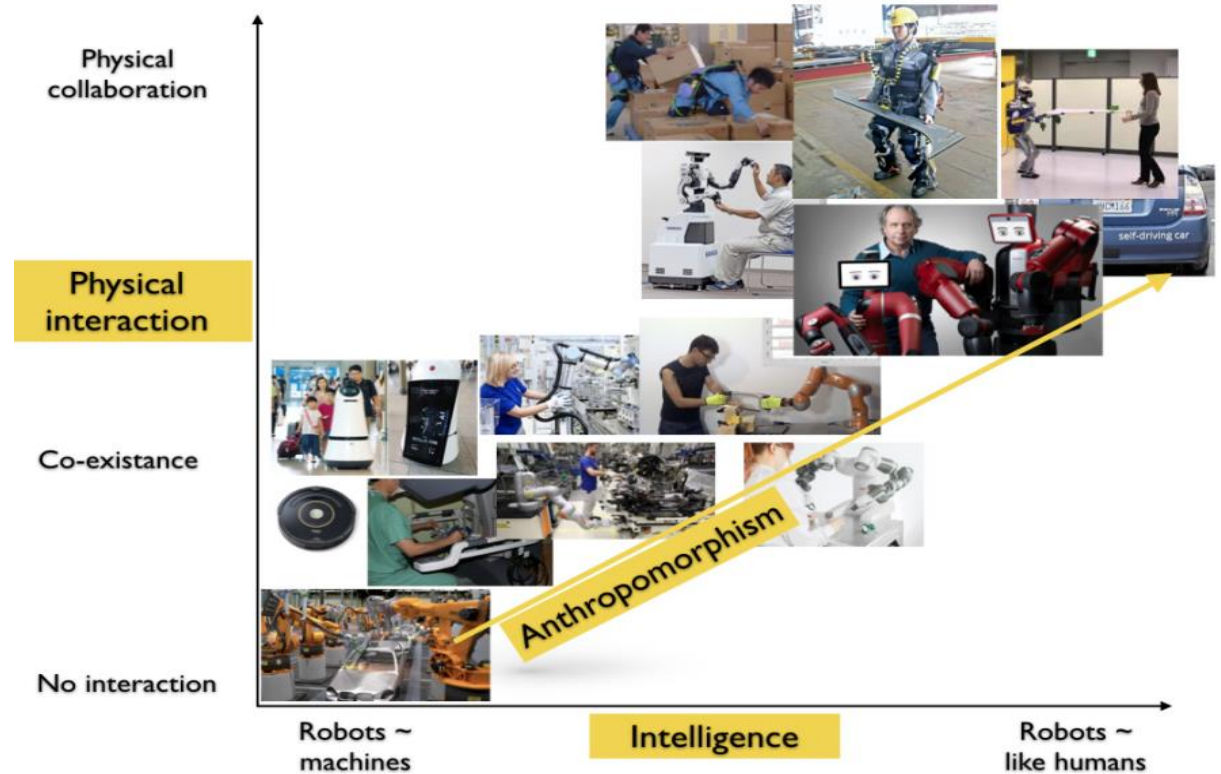 Physical
collaboration
self-driving car
Physical
interaction
Co-existance
Anthropomorphism
No interaction
Robots ~
machines
Intelligence
Robots ~
like humans